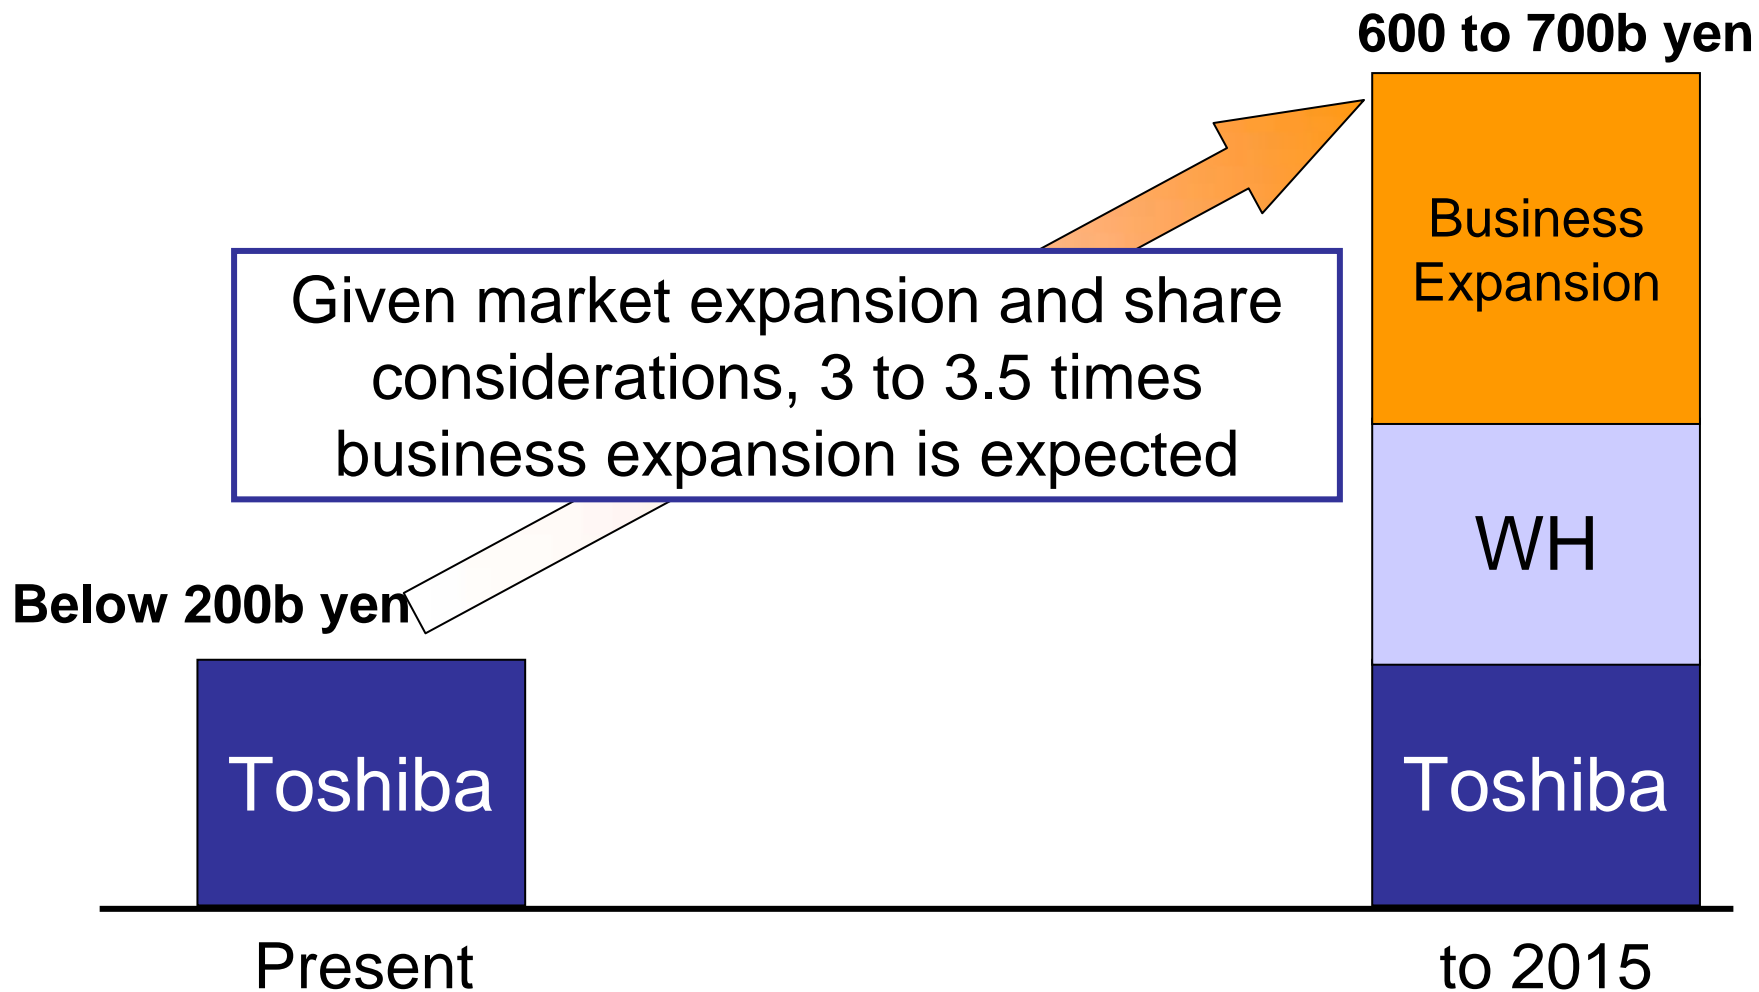 600 to 700b yen
Business
Expansion
Given market expansion and share
considerations, 3 to 3.5 times
business expansion is expected
WH
Below 200b yen
Toshiba
Toshiba
Present
to 2015